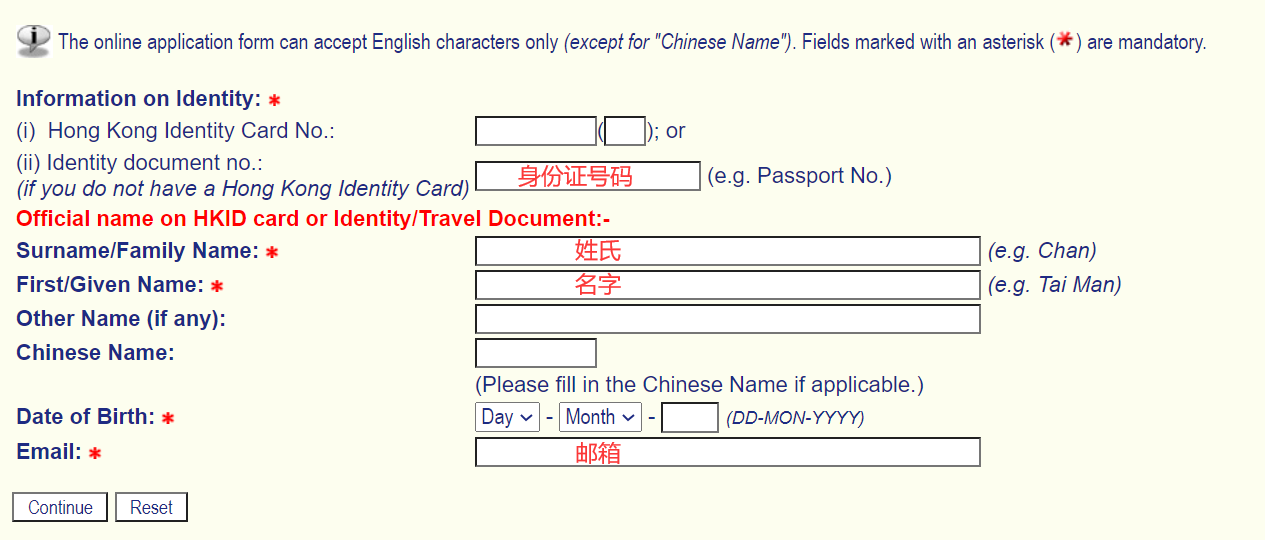 The online application form can accept English characters only (except for "Chinese Name"). Fields marked with an asterisk (*) are mandatory.
Information on Identity: *
(i) Hong Kong Identity Card No.: ( ); or
(ii) Identity document no.:
(if you do not have a Hong Kong Identity Card) 身份证号码 (e.g. Passport No.)
Official name on HKID card or Identity/Travel Document:-
Surname/Family Name: * 姓氏 (e.g. Chan)
First/Given Name: * 名字 (e.g. Tai Man)
Other Name (if any):
Chinese Name:
(Please fill in the Chinese Name if applicable.)
Date of Birth: * Day - Month - (DD-MON-YYYY)
Email: * 邮箱
Continue Reset